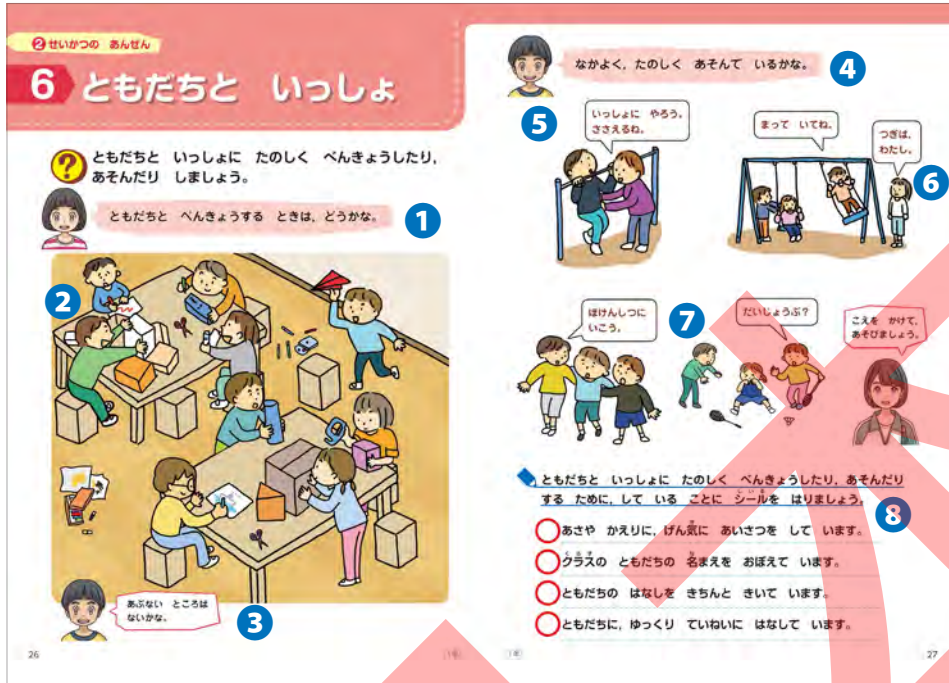 ②せいかつの　あんぜん
6 ともだちと　いっしょ
? ともだちと　いっしょに　たのしく　べんきょうしたり，
あそんだり　しましょう。
ともだちと　べんきょうする　ときは，どうかな。
1
2
あぶない　ところは
ないかな。
3
26
なかよく，たのしく　あそんで　いるかな。
4
5
いっしょに　やろう。
ささえるね。
まって　いてね。
つぎは，
わたし。
6
ほけんしつに
いこう。
7
だいじょうぶ？
こえを　かけて，
あそびましょう。
ともだちと　いっしょに　たのしく　べんきょうしたり，あそんだり
する　ために，して　いる　ことに　シールを　はりましょう。
8
あさや　かえりに，げん気に　あいさつを　して　います。
クラスの　ともだちの　名まえを　おぼえて　います。
ともだちの　はなしを　きちんと　きいて　います。
ともだちに，ゆっくり　ていねいに　はなして　います。
27